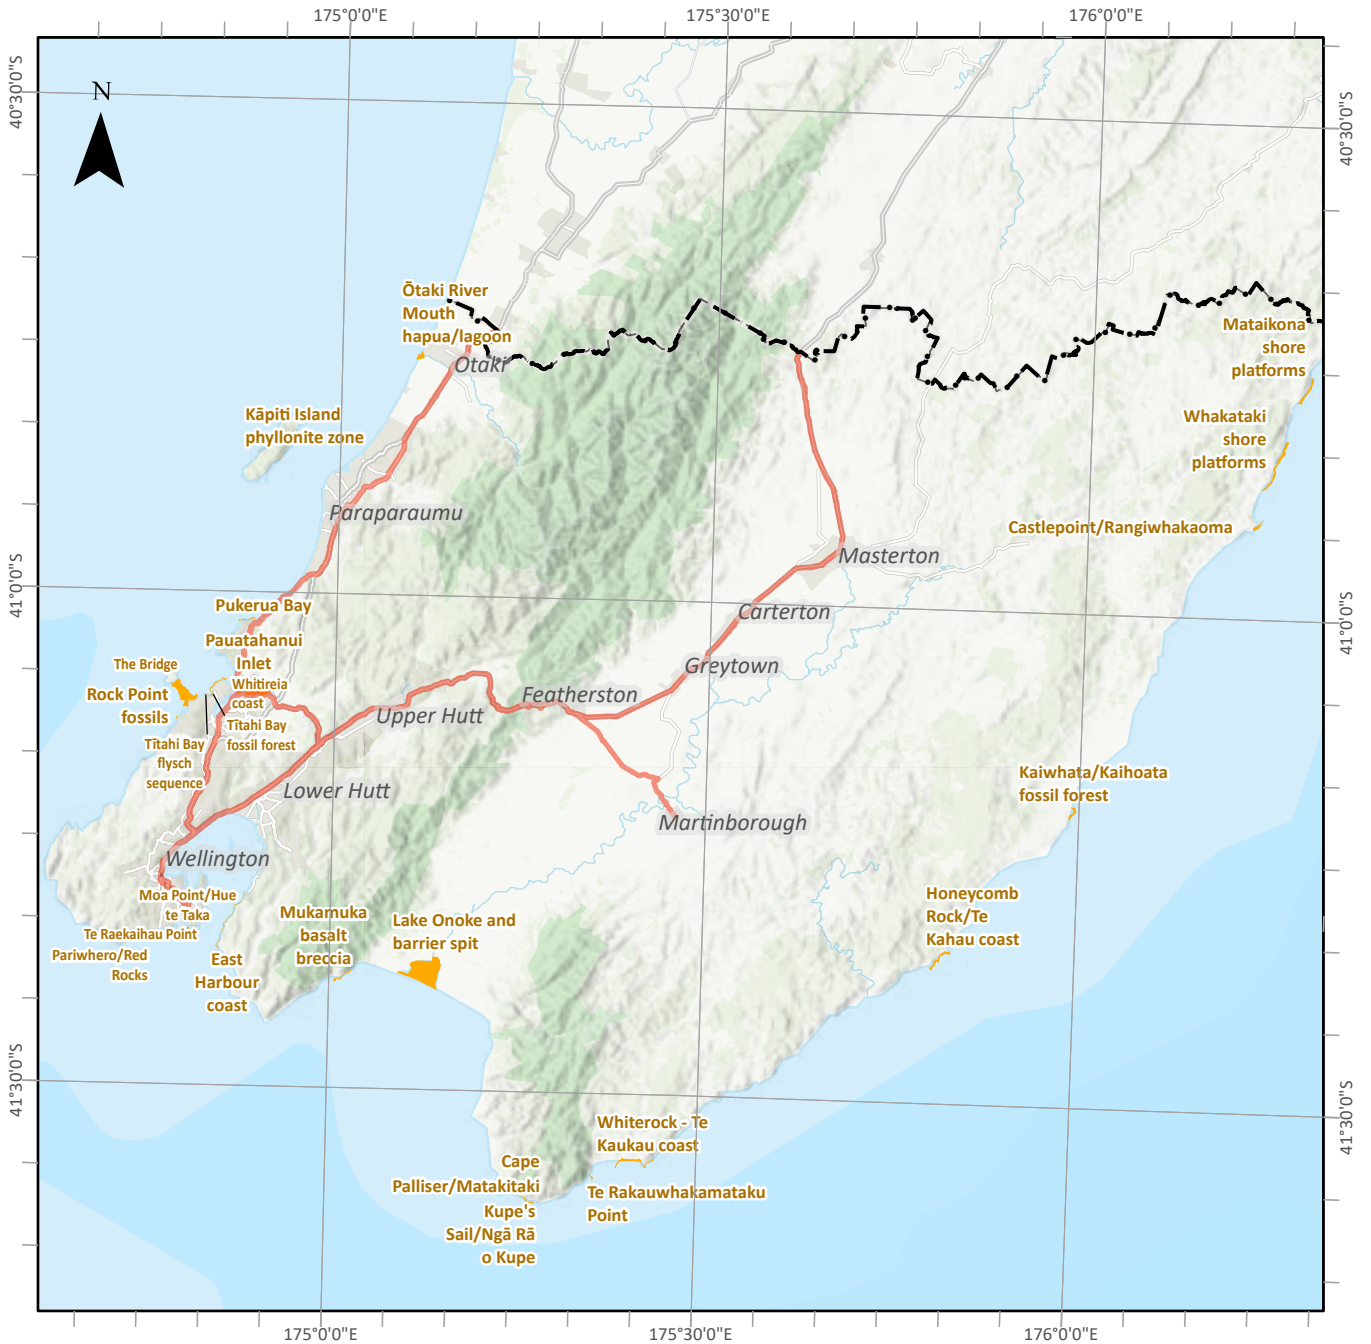 175°0'0"E
175°30'0"E
176°0'0"E
40°30'0"S
40°30'0"S
N
Ōtaki River
Mouth
hapua/lagoon
Otaki
Mataikona
shore
platforms
Kāpiti Island
phyllonite zone
Whakataki
shore
platforms
Paraparaumu
Castlepoint/Rangiwhakaoma
Masterton
41°0'0"S
41°0'0"S
Pukerua Bay
Carterton
Pauatahanui
Inlet
The Bridge
Greytown
Rock Point
fossils
Whitireia
coast
Featherston
Upper Hutt
Tītahi Bay
fossil forest
Tītahi Bay
flysch
sequence
Kaiwhata/Kaihoata
fossil forest
Lower Hutt
Martinborough
Wellington
Moa Point/Hue
te Taka
Honeycomb
Rock/Te
Kahau coast
Mukamuka
basalt
breccia
Lake Onoke and
barrier spit
Te Raekaihau Point
Pariwhero/Red
Rocks
East
Harbour
coast
41°30'0"S
41°30'0"S
Whiterock - Te
Kaukau coast
Cape
Palliser/Matakitaki
Te Rakauwhakamataku
Point
Kupe's
Sail/Ngā Rā
o Kupe
175°0'0"E
175°30'0"E
176°0'0"E